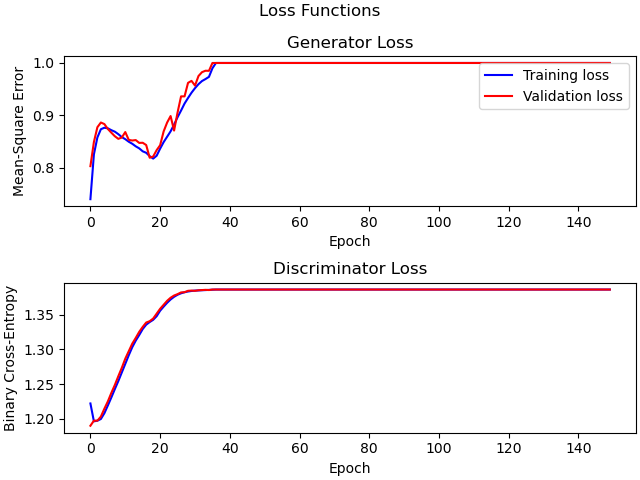 Loss Functions
Generator Loss
Mean-Square Error
1.0
0.9
0.8
Training loss
Validation loss
0 20 40 60 80 100 120 140
Epoch
Discriminator Loss
Binary Cross-Entropy
1.35
1.30
1.25
1.20
0 20 40 60 80 100 120 140
Epoch